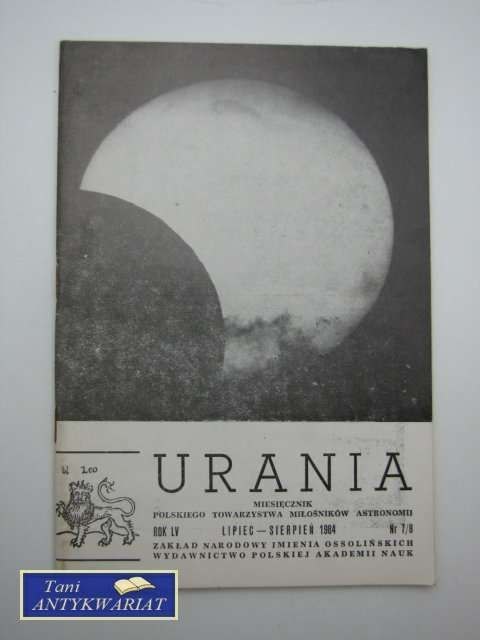 W 200
URANIA
MIESIĘCZNIK
POLSKIEGO TOWARZYSTWA MIŁOŚNIKÓW ASTRONOMII
ROK LV LIPIEC — SIERPIEŃ 1984 Nr 7/8
ZAKŁAD NARODOWY IMIENIA OSSOLIŃSKICH
WYDAWNICTWO POLSKIEJ AKADEMII NAUK
Tani
ANTYKWARIAT